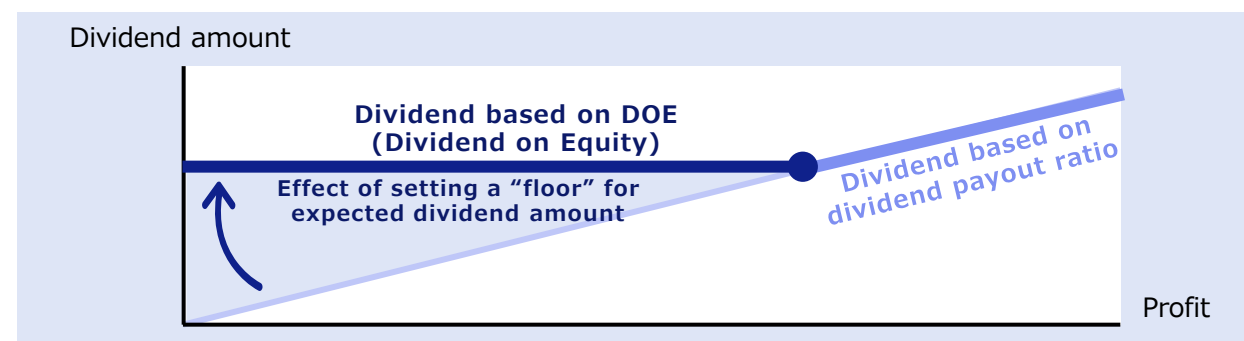 Dividend amount
Dividend based on DOE
(Dividend on Equity)
Effect of setting a “floor” for
expected dividend amount
Dividend based on
dividend payout ratio
Profit